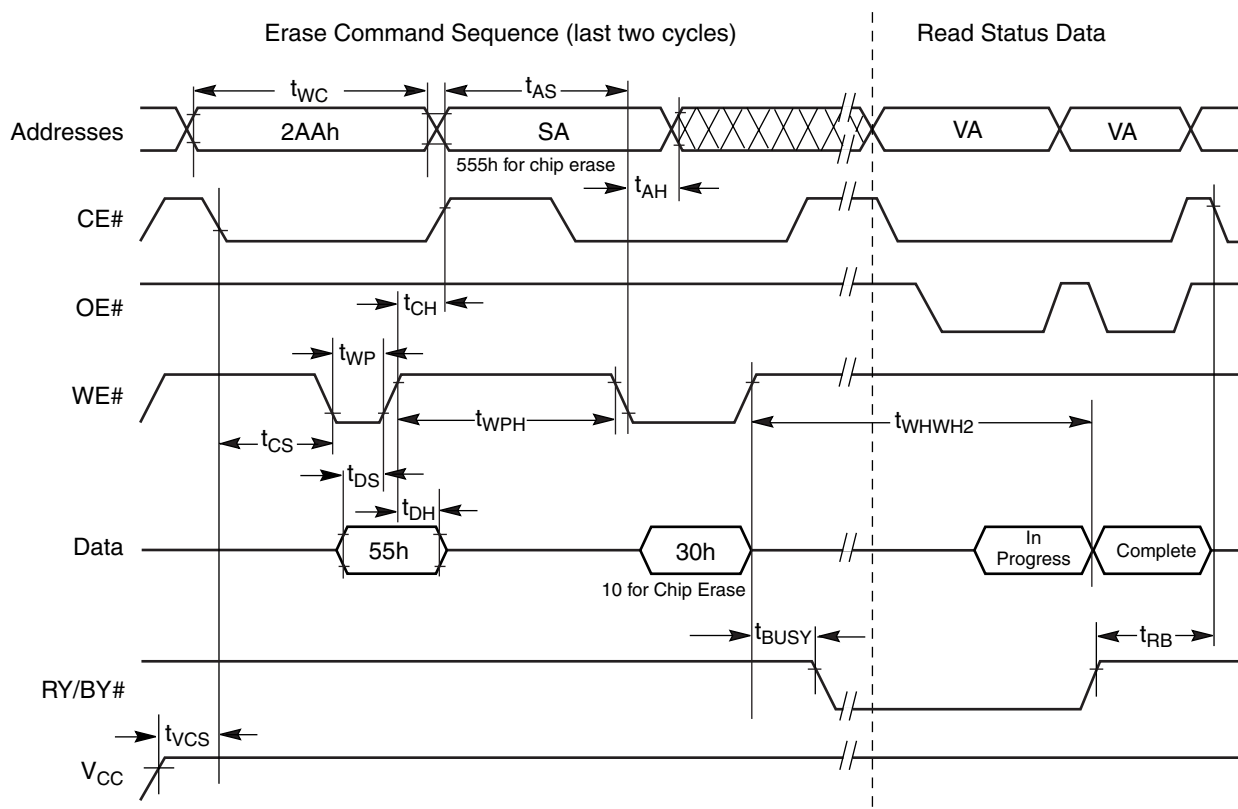 Erase Command Sequence (last two cycles) Read Status Data
tWC tAS
Addresses 2AAh SA VA VA
555h for chip erase
tAH
CE#
OE# tCH
tWP
WE#
tWPH tWHWH2
tCS
tDS
tDH
Data 55h 30h In Progress Complete
10 for Chip Erase
tBUSY tRB
RY/BY#
tVCS
VCC